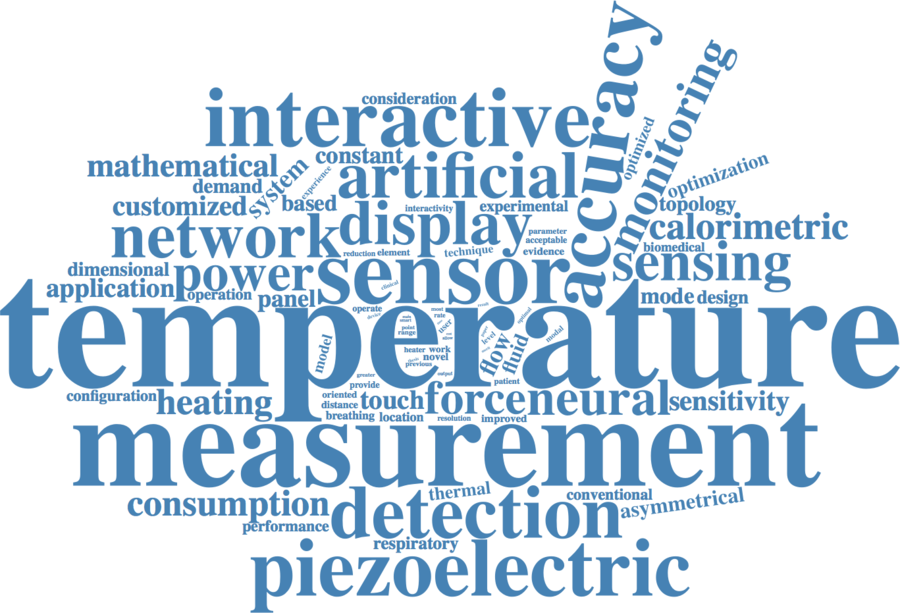 accuracy
monitoring
consideration
interactive
optimized
mathematical
constant
system
experience
artificial
optimization
demand
customized
based
interactivity
experimental
topology
network
display
parameter
acceptable
evidence
calorimetric
biomedical
reduction
element
technique
dimensional
power
sensor
sensing
application
operation
panel
clinical
mode
design
temperature
operate
model
point
range
rate
user
level
flow
fluid
optional
modal
heater
work
novel
previous
output
greater
provide
patient
configuration
heating
oriented
distance
touch
force
neural
sensitivity
breathing
location
resolution
improved
measurement
consumption
thermal
conventional
asymmetrical
performance
detection
respiratory
piezoelectric